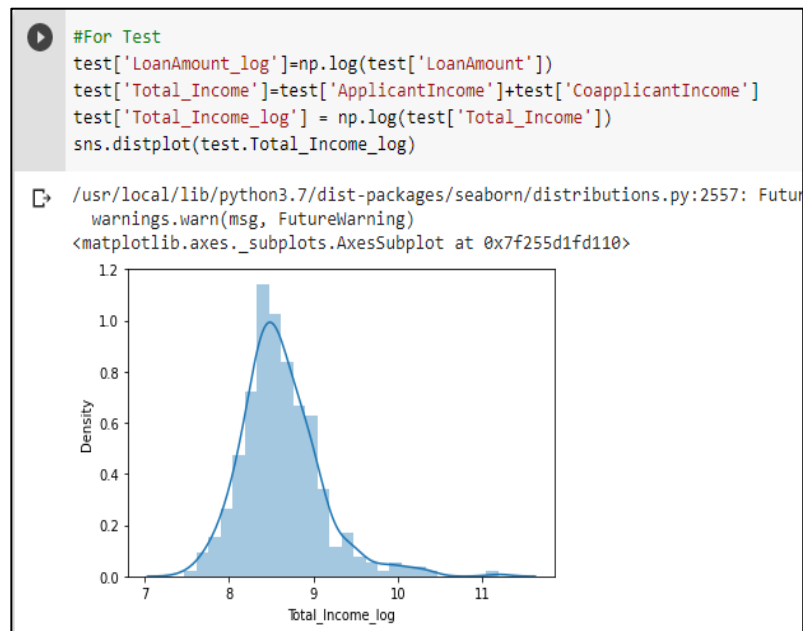 #For Test
test['LoanAmount_log']=np.log(test['LoanAmount'])
test['Total_Income']=test['ApplicantIncome']+test['CoapplicantIncome']
test['Total_Income_log'] = np.log(test['Total_Income'])
sns.distplot(test.Total_Income_log)
/usr/local/lib/python3.7/dist-packages/seaborn/distributions.py:2557: Futur
warnings.warn(msg, FutureWarning)
<matplotlib.axes._subplots.AxesSubplot at 0x7f255d1fd110>
1.2
1.0
0.8
0.6
0.4
0.2
0.0
Density
7 8 9 10 11
Total_Income_log